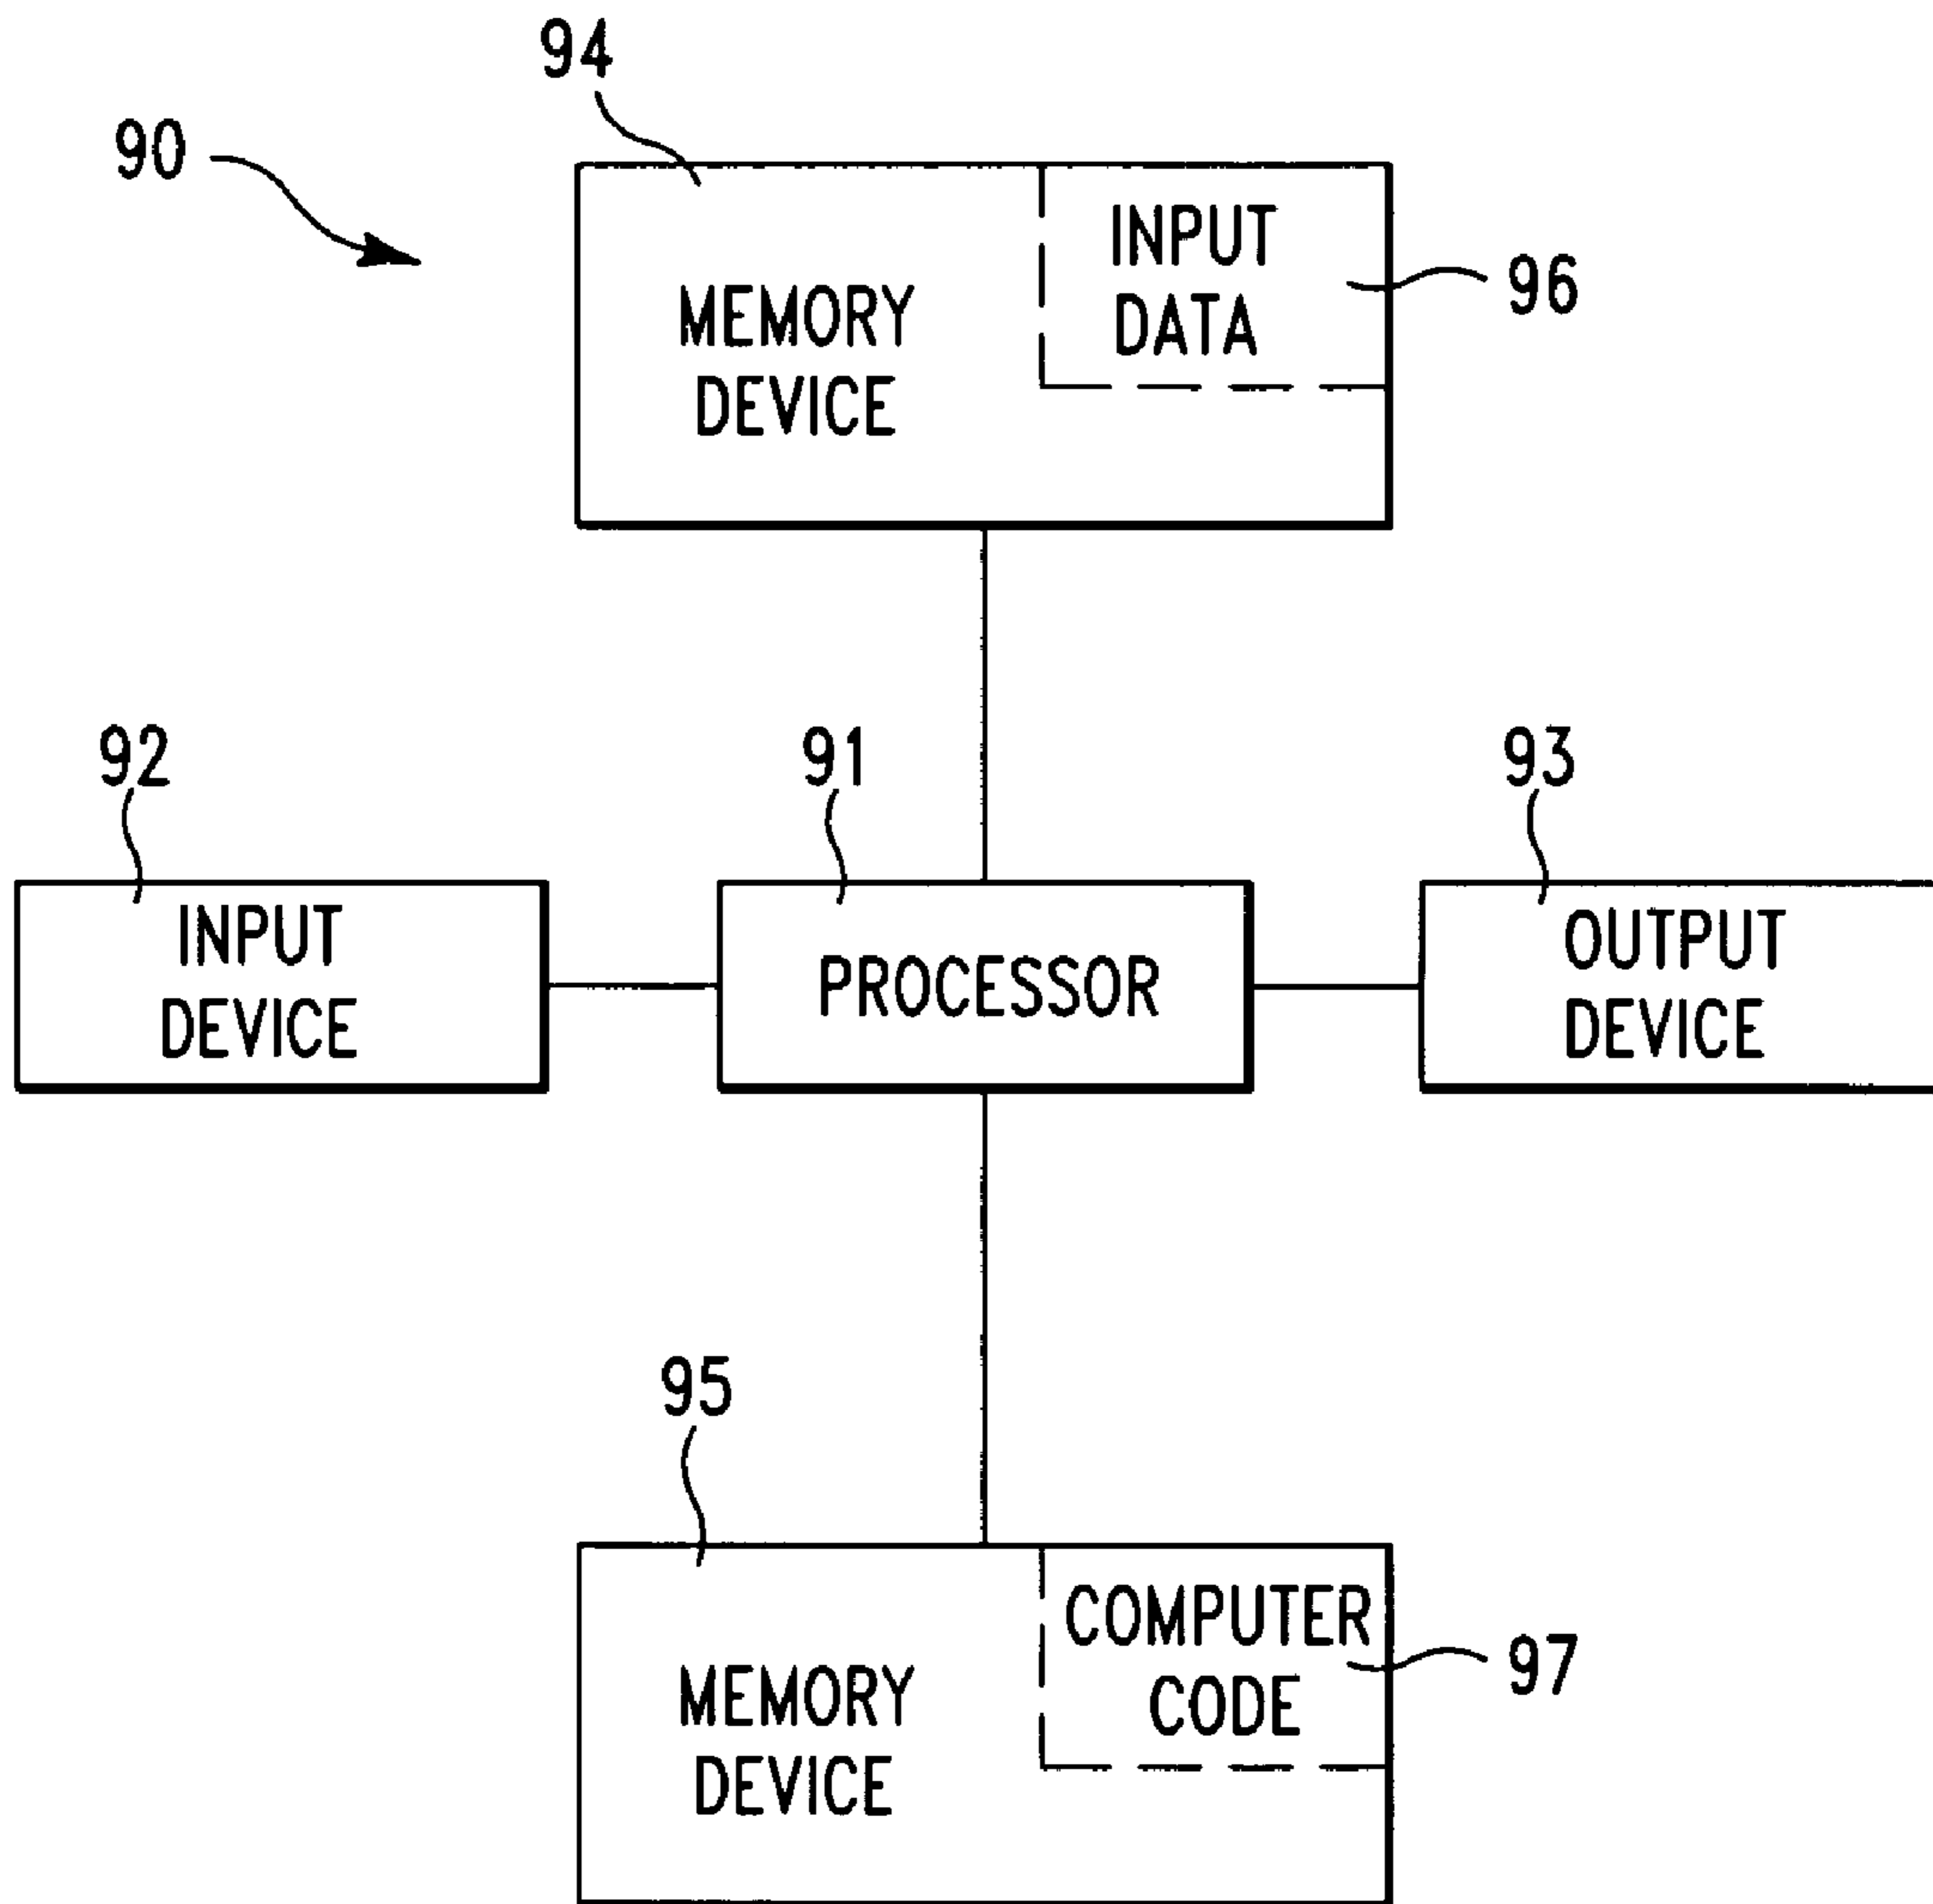 94
90
INPUT
DATA
96
MEMORY
DEVICE
92
91
93
INPUT
DEVICE
PROCESSOR
OUTPUT
DEVICE
95
COMPUTER
CODE
97
MEMORY
DEVICE